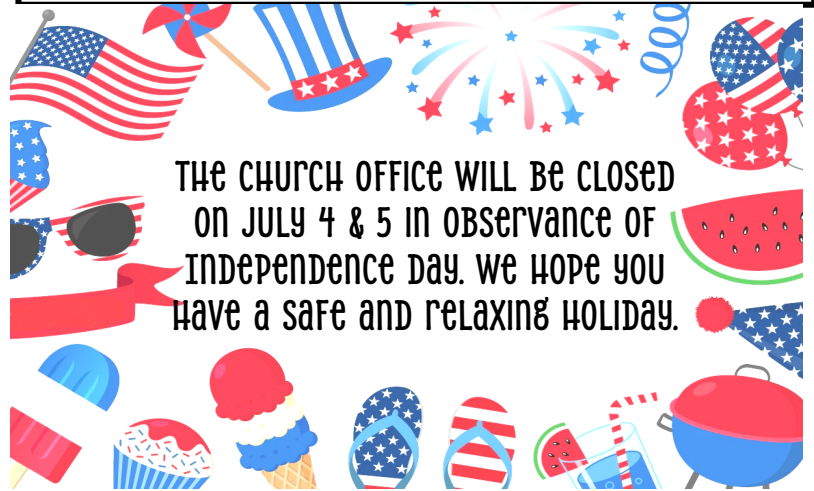 THE CHURCH OFFICE WILL BE CLOSED
ON JULY 4 & 5 IN OBSERVANCE OF
INDEPENDENCE DAY. WE HOPE YOU
HAVE A SAFE AND RELAXING HOLIDAY.